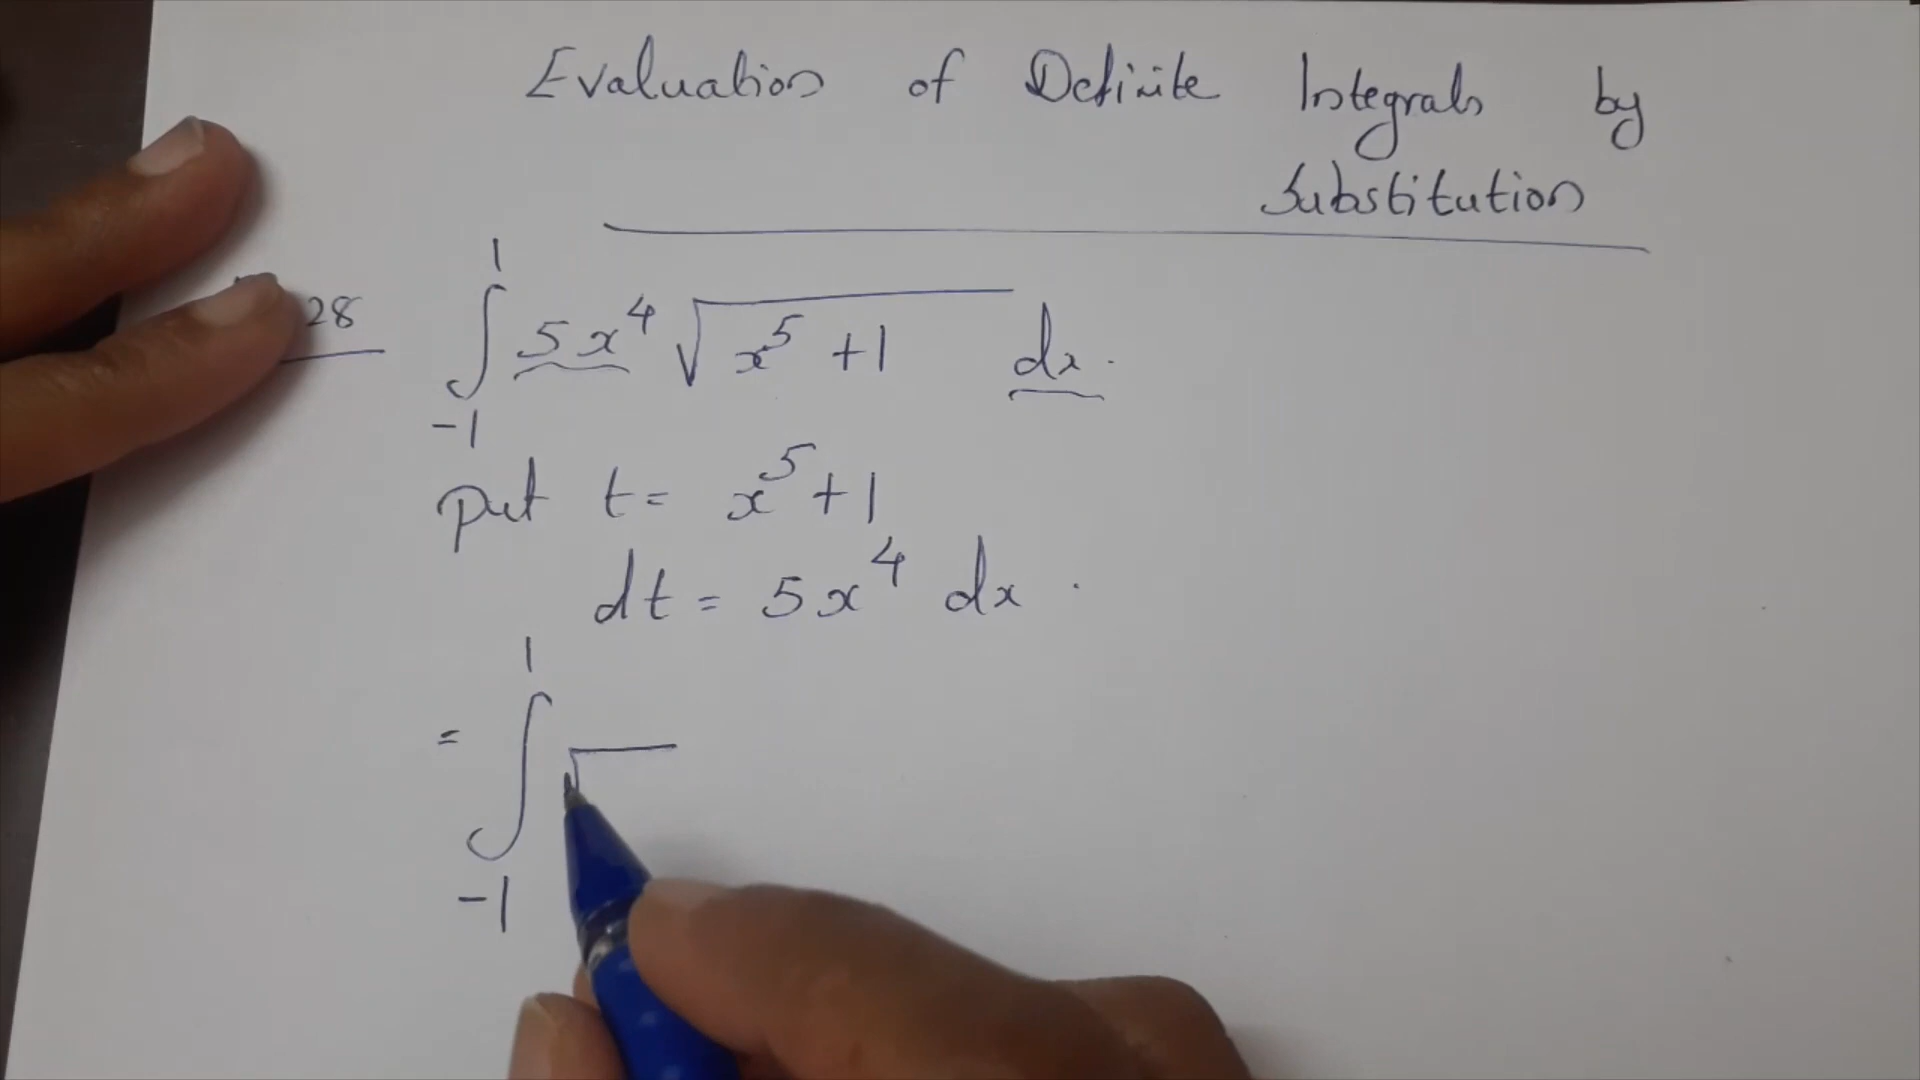 Evaluation of Definite Integrals by
Substitution
28 ∫_{-1}^{1} 5x⁴ √(x⁵ + 1) dx.
put t = x⁵ + 1
dt = 5x⁴ dx.
= ∫_{-1}^{1} √